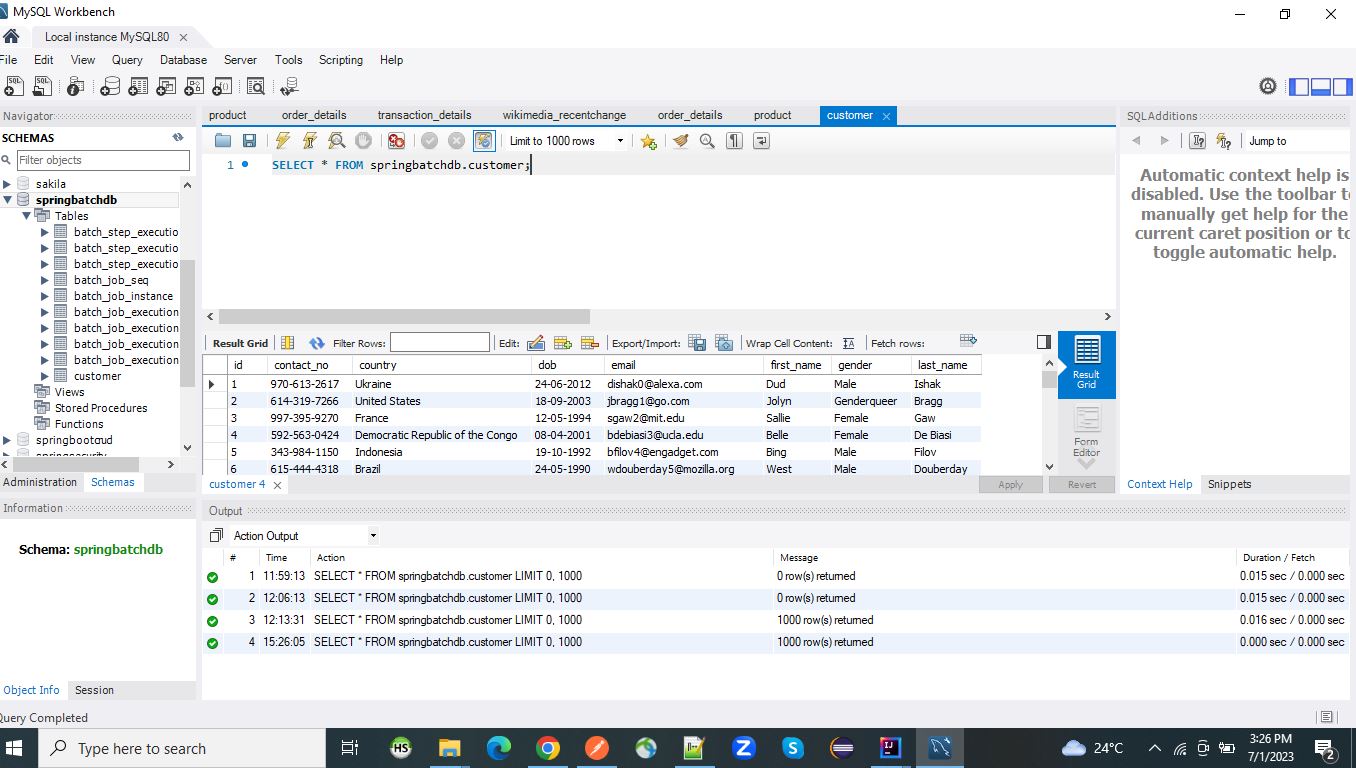 MySQL Workbench
Local instance MySQL80
File Edit View Query Database Server Tools Scripting Help
Navigator
SCHEMAS
Filter objects
sakila
springbatchdb
Tables
batch_step_executio
batch_step_executio
batch_step_executio
batch_job_seq
batch_job_instance
batch_job_execution
batch_job_execution
batch_job_execution
batch_job_execution
customer
Views
Stored Procedures
Functions
springbootcrud
springsecurity
Administration Schemas
Information
Schema: springbatchdb
Object Info Session
Query Completed
product order_details transaction_details wikimedia_recentchange order_details product customer
Limit to 1000 rows
1 SELECT * FROM springbatchdb.customer;
Result Grid Filter Rows: Edit: Export/Import: Wrap Cell Content: IA Fetch rows:
id contact_no country dob email first_name gender last_name
1 970-613-2617 Ukraine 24-06-2012 dishak0@alexa.com Dud Male Ishak
2 614-319-7266 United States 18-09-2003 jbragg1@go.com Jolyn Genderqueer Bragg
3 997-395-9270 France 12-05-1994 sgaw2@mit.edu Sallie Female Gaw
4 592-563-0424 Democratic Republic of the Congo 08-04-2001 bdebiasi3@ucla.edu Belle Female De Biasi
5 343-984-1150 Indonesia 19-10-1992 bfilov4@engadget.com Bing Male Filov
6 615-444-4318 Brazil 24-05-1990 wdouberday5@mozilla.org West Male Douberday
customer 4
Apply Revert
Result
Grid
Form
Editor
SQLAdditions
Jump to
Automatic context help is
disabled. Use the toolbar to
manually get help for the
current caret position or to
toggle automatic help.
Context Help Snippets
Output
Action Output
# Time Action Message Duration / Fetch
1 11:59:13 SELECT * FROM springbatchdb.customer LIMIT 0, 1000 0 row(s) returned 0.015 sec / 0.000 sec
2 12:06:13 SELECT * FROM springbatchdb.customer LIMIT 0, 1000 0 row(s) returned 0.015 sec / 0.000 sec
3 12:13:31 SELECT * FROM springbatchdb.customer LIMIT 0, 1000 1000 row(s) returned 0.016 sec / 0.000 sec
4 15:26:05 SELECT * FROM springbatchdb.customer LIMIT 0, 1000 1000 row(s) returned 0.000 sec / 0.000 sec
Type here to search
HS
24°C
3:26 PM
7/1/2023
2